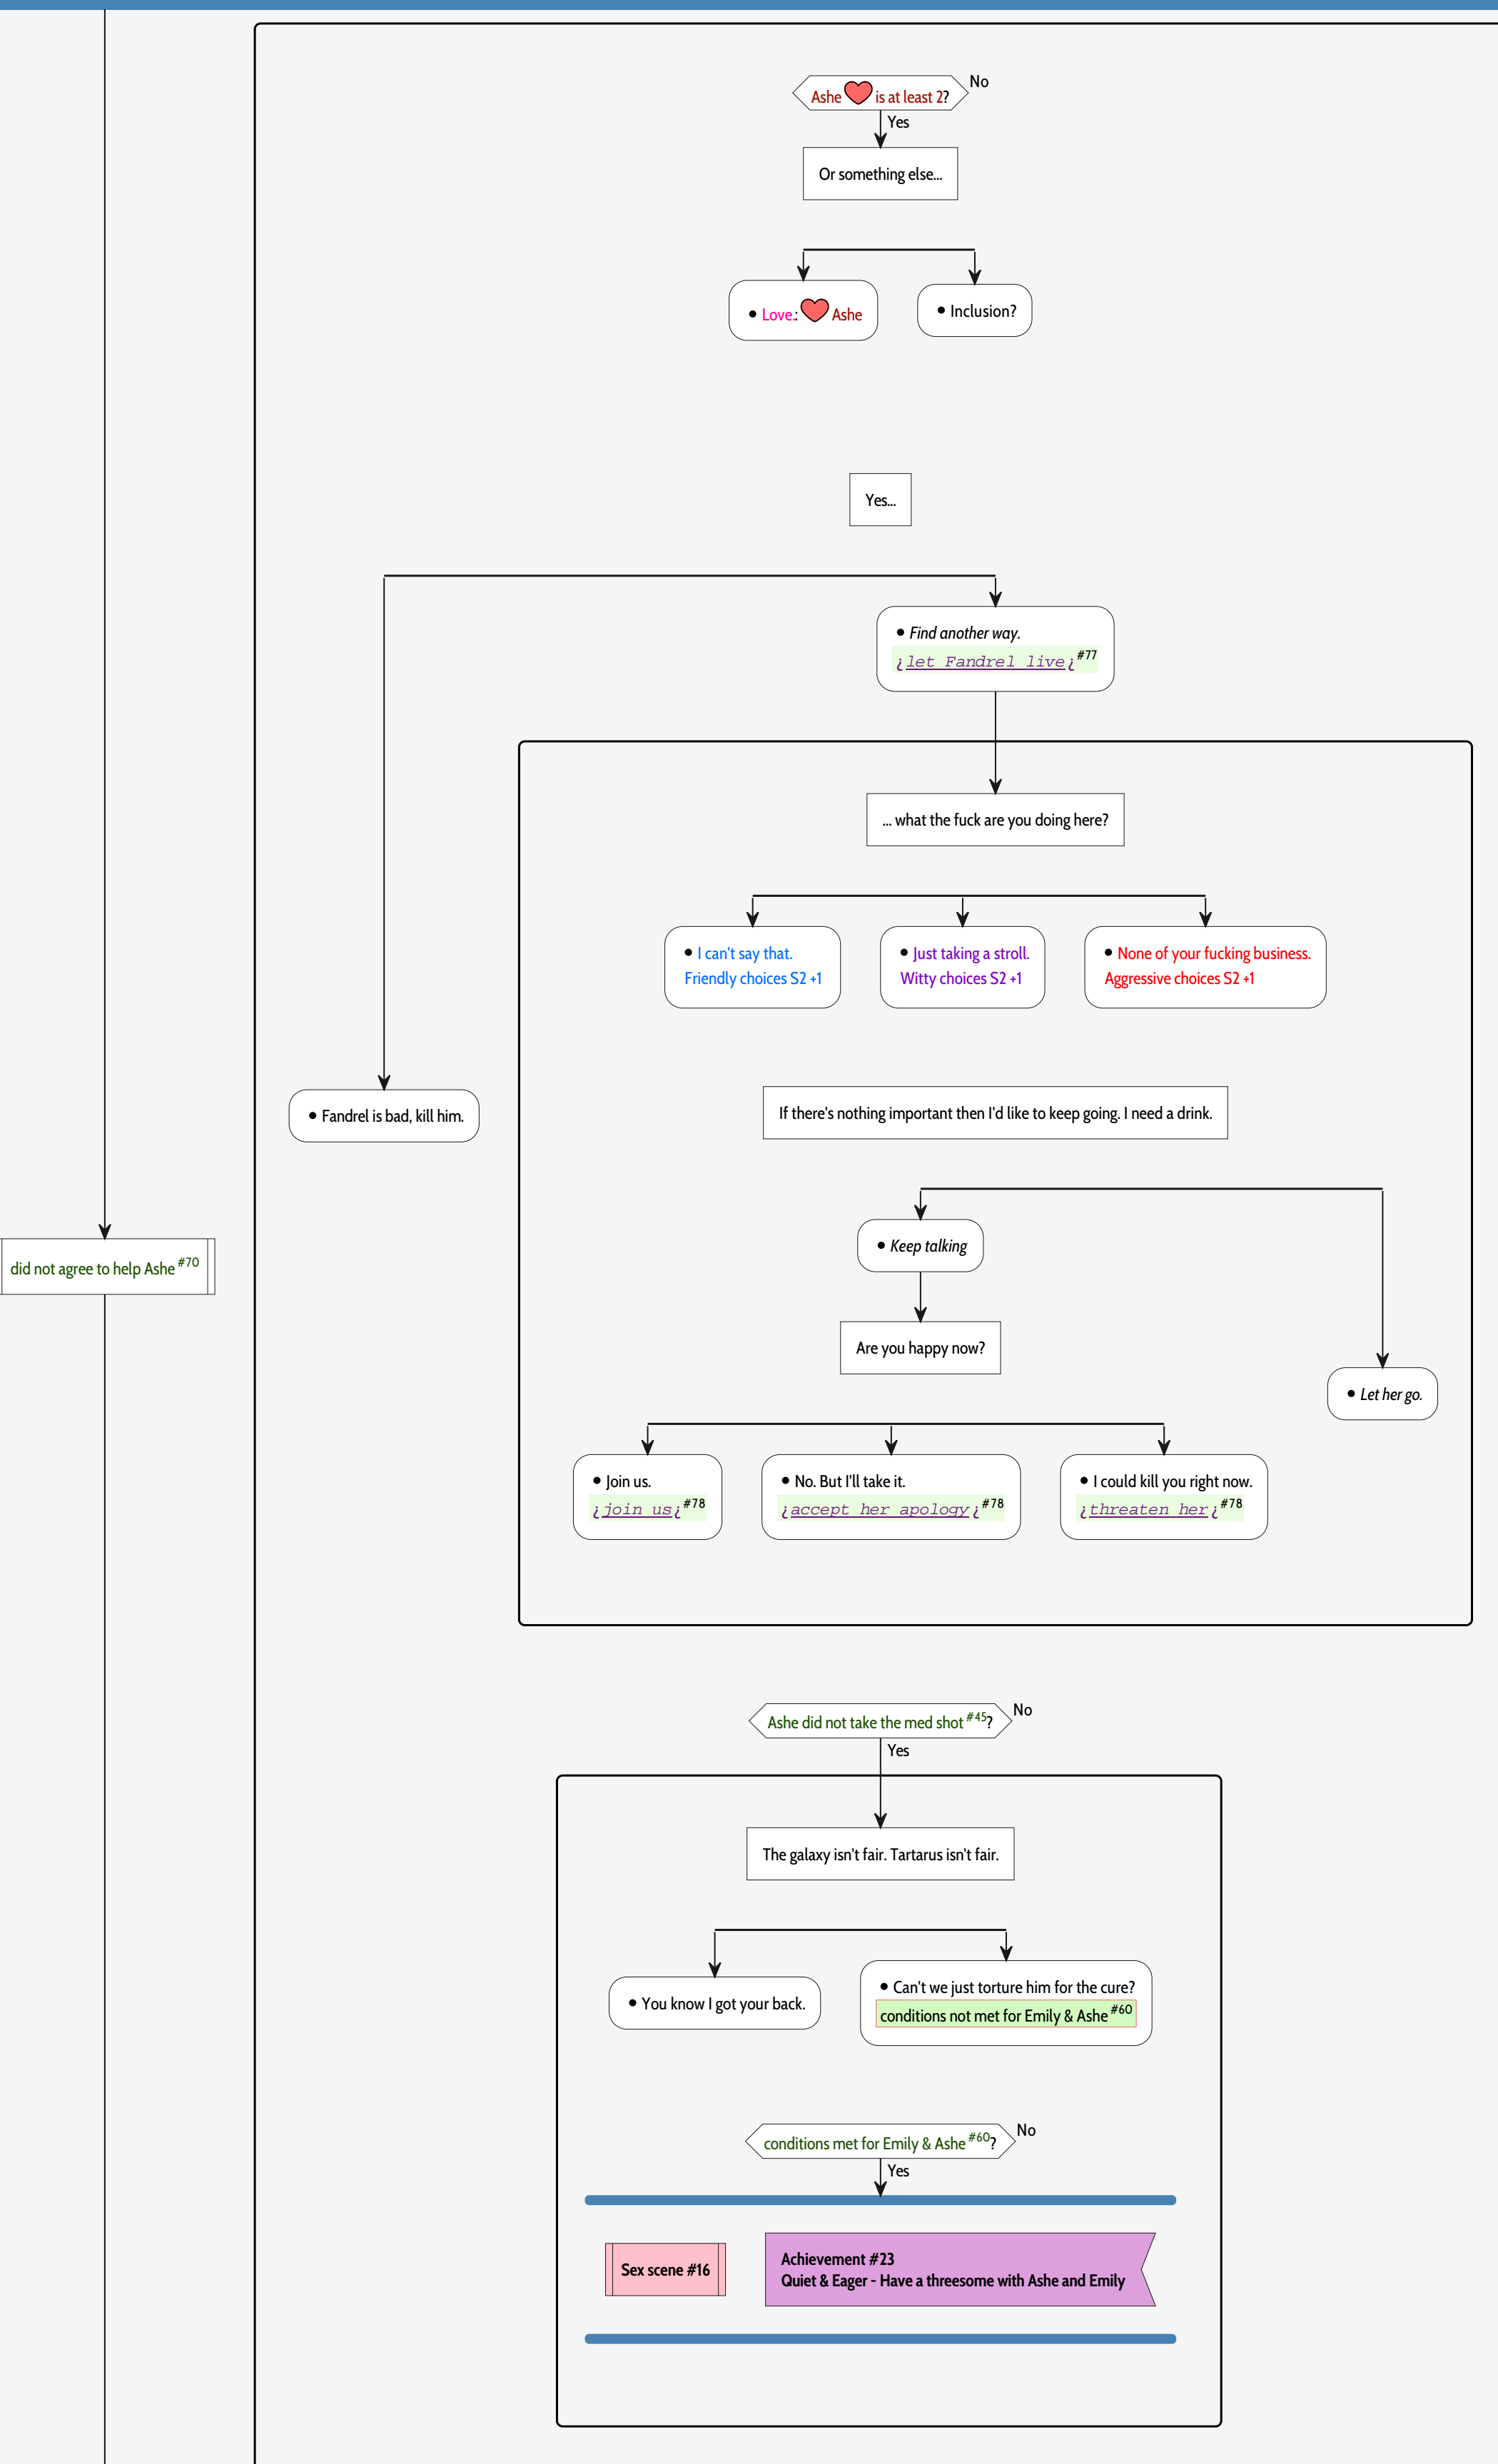 No
Ashe is at least 2?
Yes
Or something else...
• Love.: Ashe
• Inclusion?
Yes...
• Find another way.
¿let Fandrel live¿#77
... what the fuck are you doing here?
• I can't say that.
Friendly choices S2 +1
• Just taking a stroll.
Witty choices S2 +1
• None of your fucking business.
Aggressive choices S2 +1
• Fandrel is bad, kill him.
If there's nothing important then I'd like to keep going. I need a drink.
• Keep talking
did not agree to help Ashe #70
Are you happy now?
• Let her go.
• Join us.
¿join us¿#78
• No. But I'll take it.
¿accept her apology¿#78
• I could kill you right now.
¿threaten her¿#78
No
Ashe did not take the med shot #45?
Yes
The galaxy isn't fair. Tartarus isn't fair.
• You know I got your back.
• Can't we just torture him for the cure?
conditions not met for Emily & Ashe #60
No
conditions met for Emily & Ashe #60?
Yes
Sex scene #16
Achievement #23
Quiet & Eager - Have a threesome with Ashe and Emily